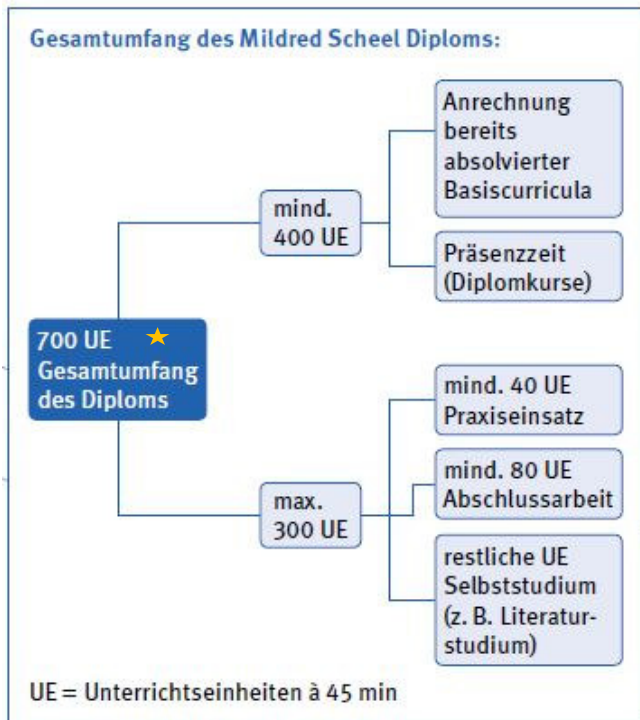 Gesamtumfang des Mildred Scheel Diploms:
Anrechnung
bereits
absolvierter
Basiscurricula
mind.
400 UE
Präsenzzeit
(Diplomkurse)
700 UE
Gesamtumfang
des Diploms
mind. 40 UE
Praxiseinsatz
mind. 80 UE
Abschlussarbeit
max.
300 UE
restliche UE
Selbststudium
(z. B. Literatur-
studium)
UE = Unterrichtseinheiten à 45 min